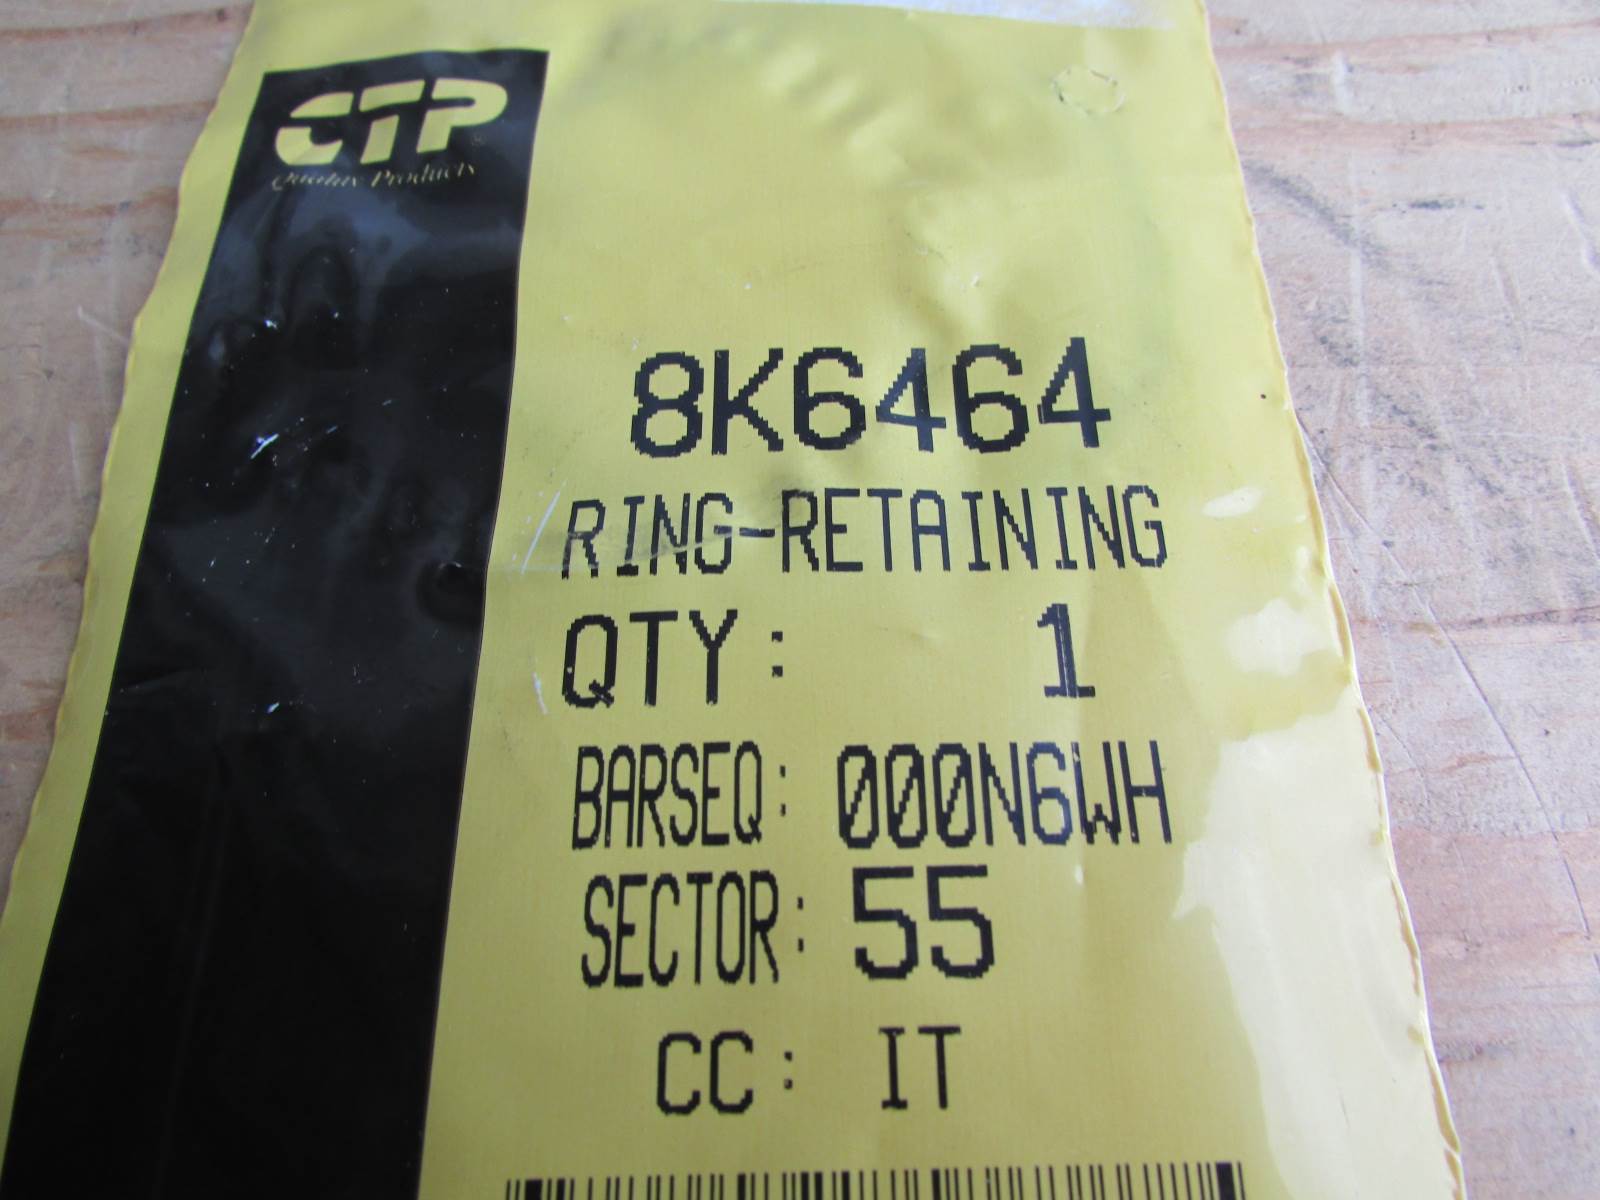 CTP®
Quality Products
8K6464
RING-RETAINING
QTY: 1
BARSEQ: 000N6WH
SECTOR: 55
CC: IT